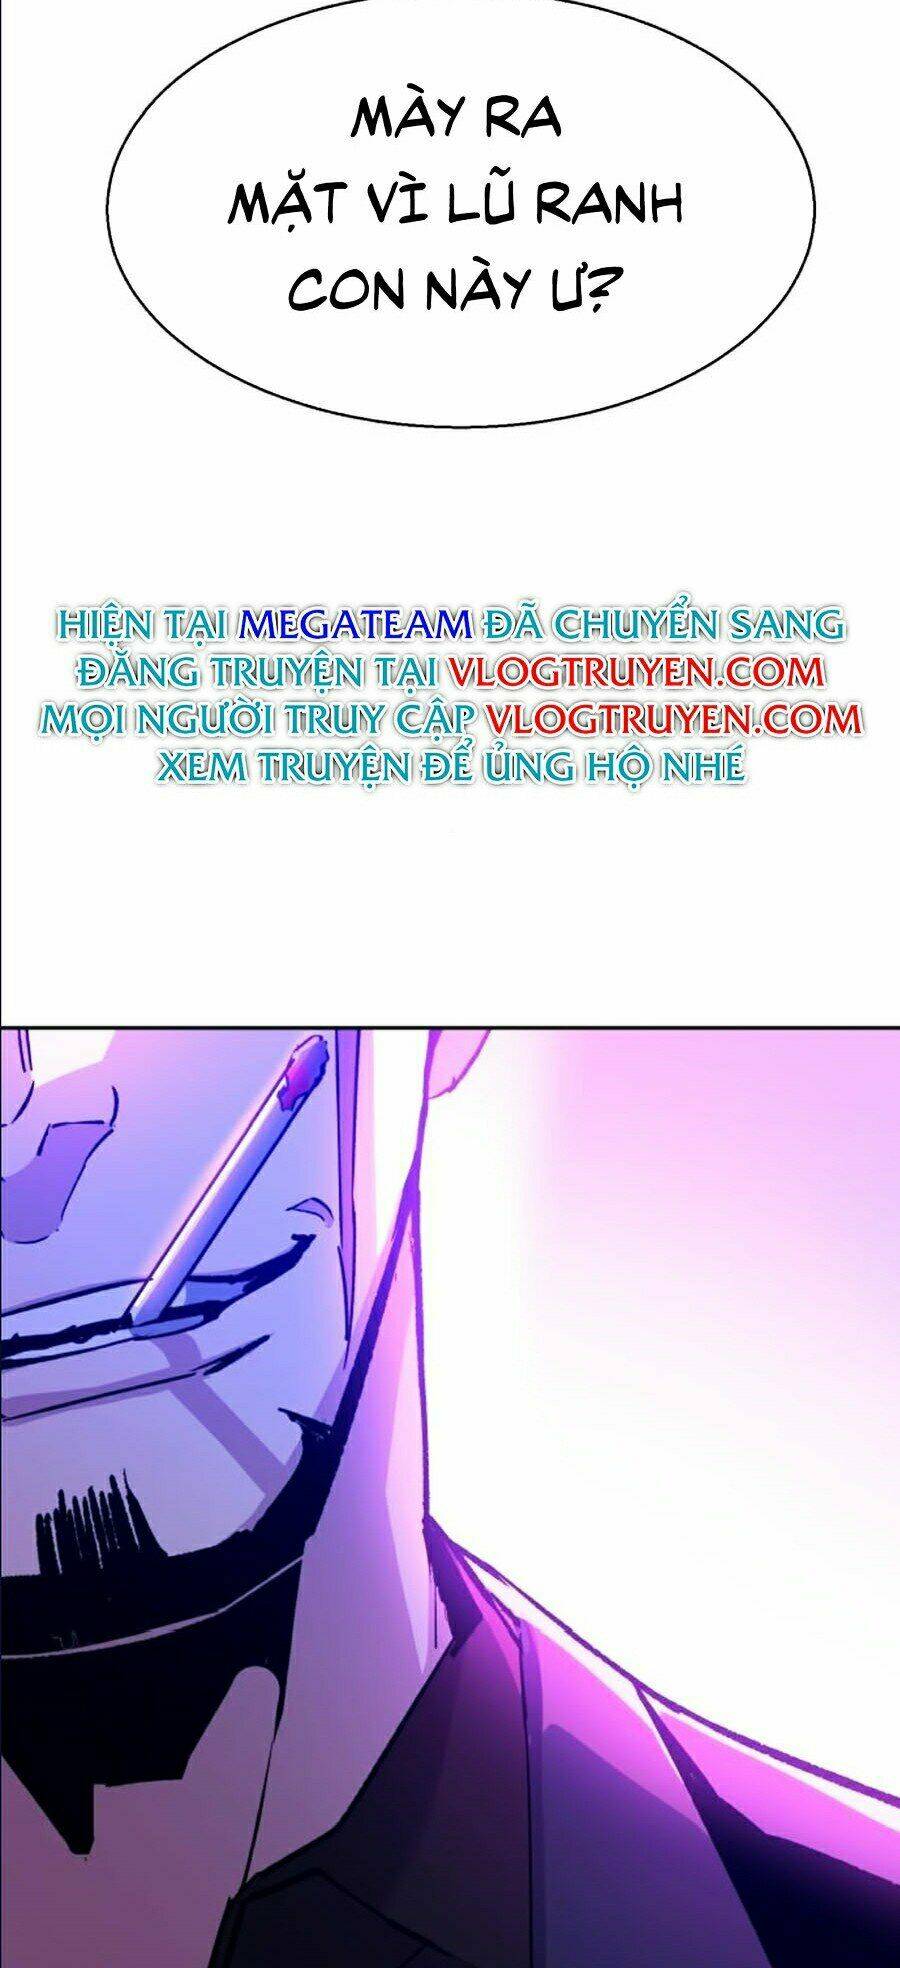 MÀY RA
MẶT VÌ LŨ RANH
CON NÀY Ư?
HIỆN TẠI MEGATEAM ĐÃ CHUYỂN SANG
ĐĂNG TRUYỆN TẠI VLOGTRUYEN.COM
MỌI NGƯỜI TRUY CẬP VLOGTRUYEN.COM
XEM TRUYỆN ĐỂ ỦNG HỘ NHÉ